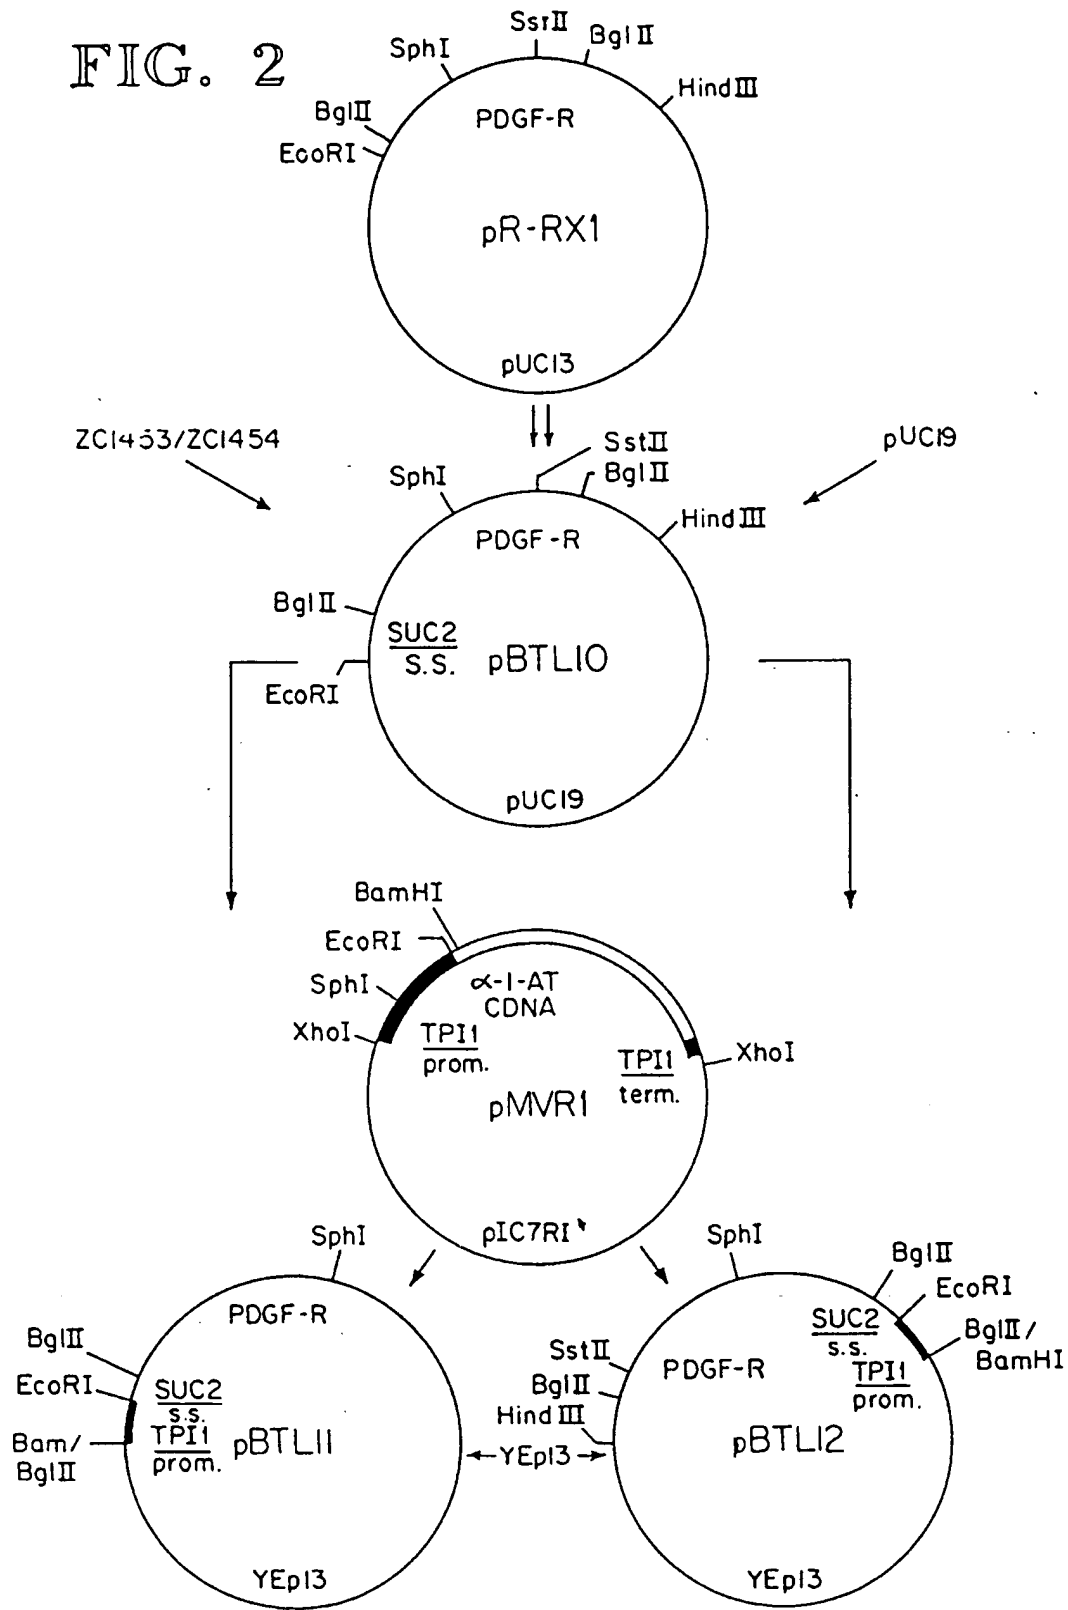 FIG. 2
SsrII
SphI
BglII
HindIII
BglII
EcoRI
PDGF-R
pR-RX1
pUC13
ZC1453/ZC1454
pUC19
SstII
BglII
SphI
HindIII
PDGF-R
BglII
SUC2
S.S.
pBTL10
EcoRI
pUC19
BamHI
EcoRI
SphI
XhoI
α-1-AT
CDNA
TPI1
prom.
TPI1
term.
XhoI
pMVR1
pIC7RI*
SphI
PDGF-R
BglII
EcoRI
Bam/
BglII
SUC2
s.s.
TPI1
prom.
pBTL11
YEp13
YEp13
SphI
BglII
EcoRI
BglII/
BamHI
SUC2
s.s.
TPI1
prom.
SstII
BglII
HindIII
PDGF-R
pBTL12
YEp13